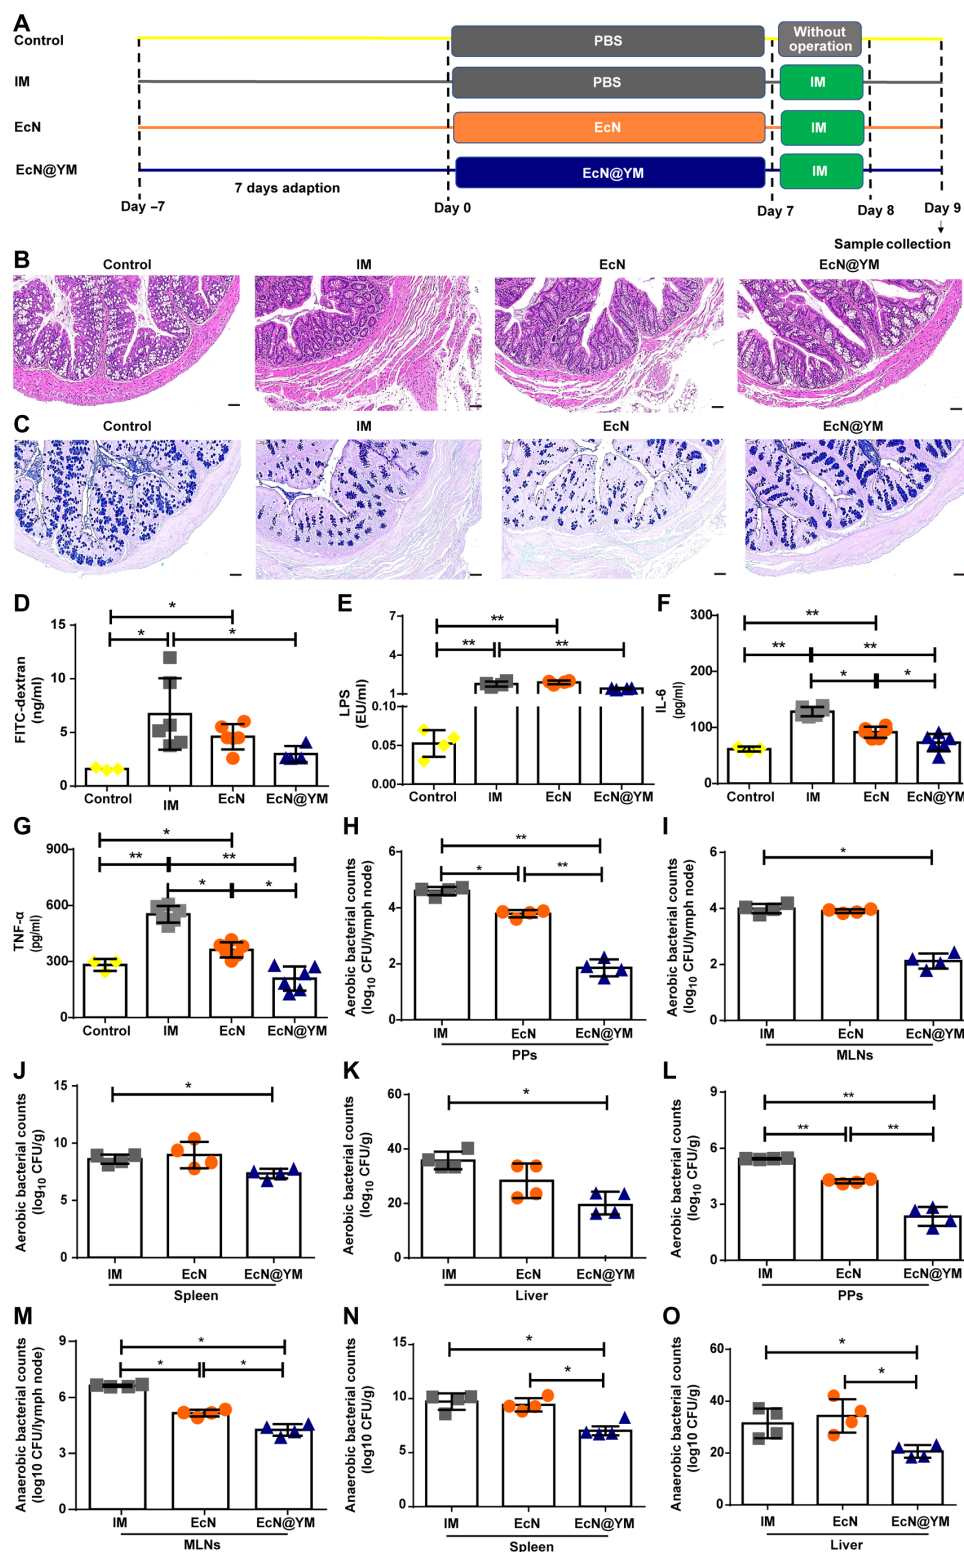 A
Control
PBS
Without
operation
IM
PBS
IM
EcN
EcN
IM
EcN@YM
EcN@YM
IM
7 days adaption
Day –7
Day 0
Day 7
Day 8
Day 9
Sample collection
B
Control
IM
EcN
EcN@YM
C
Control
IM
EcN
EcN@YM
D
FITC-dextran
(ng/ml)
15
10
5
0
*
*
*
Control
IM
EcN
EcN@YM
E
LPS
(EU/ml)
7
1
0.10
0.05
0.00
**
**
**
Control
IM
EcN
EcN@YM
F
IL-6
(pg/ml)
300
200
100
0
**
**
**
*
*
Control
IM
EcN
EcN@YM
G
TNF-α
(pg/ml)
900
600
300
0
*
**
**
*
*
Control
IM
EcN
EcN@YM
H
Aerobic bacterial counts
(log10 CFU/lymph node)
6
4
2
0
**
*
**
IM
EcN
EcN@YM
PPs
I
Aerobic bacterial counts
(log10 CFU/lymph node)
6
4
2
0
*
IM
EcN
EcN@YM
MLNs
J
Aerobic bacterial counts
(log10 CFU/g)
15
10
5
0
*
IM
EcN
EcN@YM
Spleen
K
Aerobic bacterial counts
(log10 CFU/g)
60
40
20
0
*
IM
EcN
EcN@YM
Liver
L
Aerobic bacterial counts
(log10 CFU/g)
9
6
3
0
**
**
**
IM
EcN
EcN@YM
PPs
M
Anaerobic bacterial counts
(log10 CFU/lymph node)
9
6
3
0
*
*
*
IM
EcN
EcN@YM
MLNs
N
Anaerobic bacterial counts
(log10 CFU/g)
15
10
5
0
*
*
IM
EcN
EcN@YM
Spleen
O
Anaerobic bacterial counts
(log10 CFU/g)
60
40
20
0
*
*
IM
EcN
EcN@YM
Liver